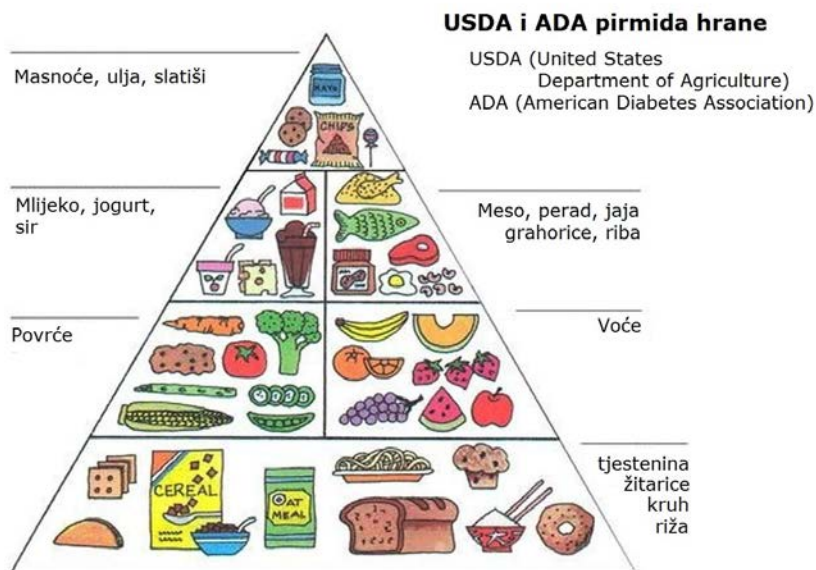 USDA i ADA pirmida hrane
USDA (United States
Department of Agriculture)
ADA (American Diabetes Association)
Masnoće, ulja, slatiši
MAYO
CHIPS
Mlijeko, jogurt,
sir
Meso, perad, jaja
grahorice, riba
Povrće
Voće
CEREAL
OAT
MEAL
tjestenina
žitarice
kruh
riža